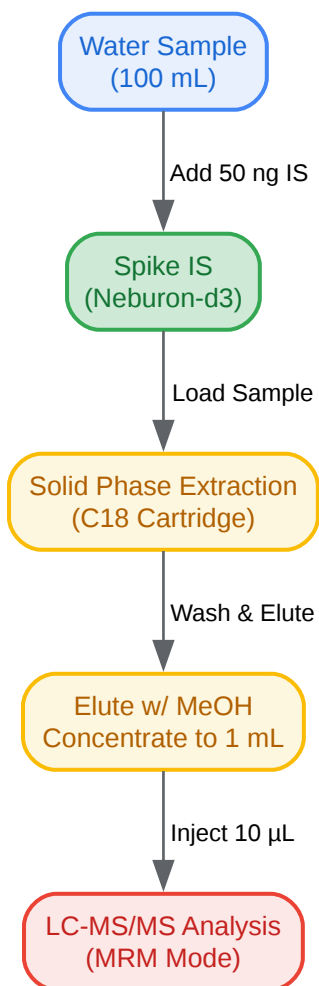 Water Sample
(100 mL)
Add 50 ng IS
Spike IS
(Neburon-d3)
Load Sample
Solid Phase Extraction
(C18 Cartridge)
Wash & Elute
Elute w/ MeOH
Concentrate to 1 mL
Inject 10 µL
LC-MS/MS Analysis
(MRM Mode)